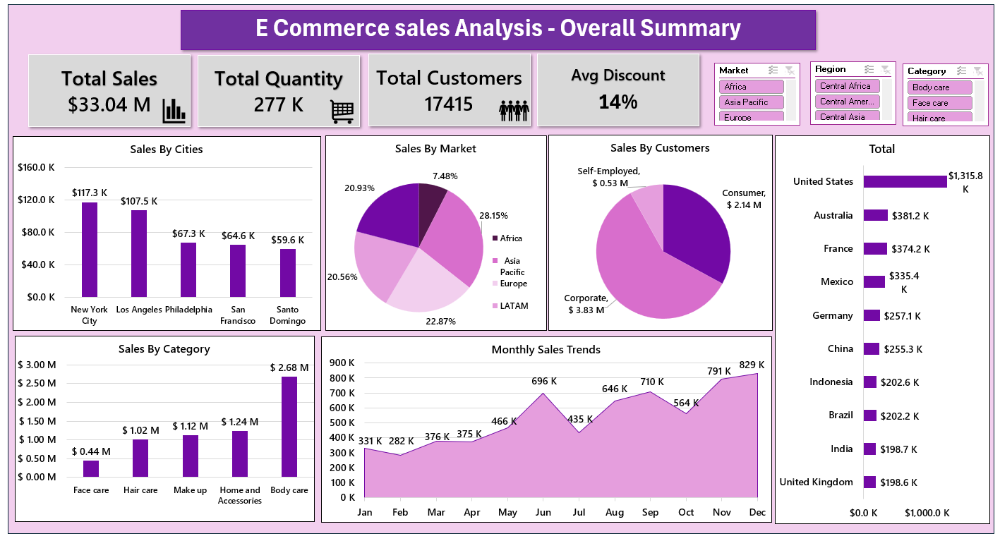 E Commerce sales Analysis - Overall Summary
Total Sales
$33.04 M
Total Quantity
277 K
Total Customers
17415
Avg Discount
14%
Market
Africa
Asia Pacific
Europe
Region
Central Africa
Central Amer...
Central Asia
Category
Body care
Face care
Hair care
Sales By Cities
$160.0 K
$120.0 K
$80.0 K
$40.0 K
$0.0 K
$117.3 K
$107.5 K
$67.3 K
$64.6 K
$59.6 K
New York
City
Los Angeles
Philadelphia
San
Francisco
Santo
Domingo
Sales By Market
7.48%
28.15%
22.87%
20.56%
20.93%
Africa
Asia
Pacific
Europe
LATAM
Sales By Customers
Self-Employed,
$ 0.53 M
Consumer,
$ 2.14 M
Corporate,
$ 3.83 M
Total
United States
$1,315.8
K
Australia
$381.2 K
France
$374.2 K
Mexico
$335.4
K
Germany
$257.1 K
China
$255.3 K
Indonesia
$202.6 K
Brazil
$202.2 K
India
$198.7 K
United Kingdom
$198.6 K
$0.0 K
$1,000.0 K
Sales By Category
$ 3.00 M
$ 2.50 M
$ 2.00 M
$ 1.50 M
$ 1.00 M
$ 0.50 M
$ 0.00 M
$ 0.44 M
$ 1.02 M
$ 1.12 M
$ 1.24 M
$ 2.68 M
Face care
Hair care
Make up
Home and
Accessories
Body care
Monthly Sales Trends
900 K
800 K
700 K
600 K
500 K
400 K
300 K
200 K
100 K
0 K
331 K
282 K
376 K
375 K
466 K
696 K
435 K
646 K
710 K
564 K
791 K
829 K
Jan
Feb
Mar
Apr
May
Jun
Jul
Aug
Sep
Oct
Nov
Dec